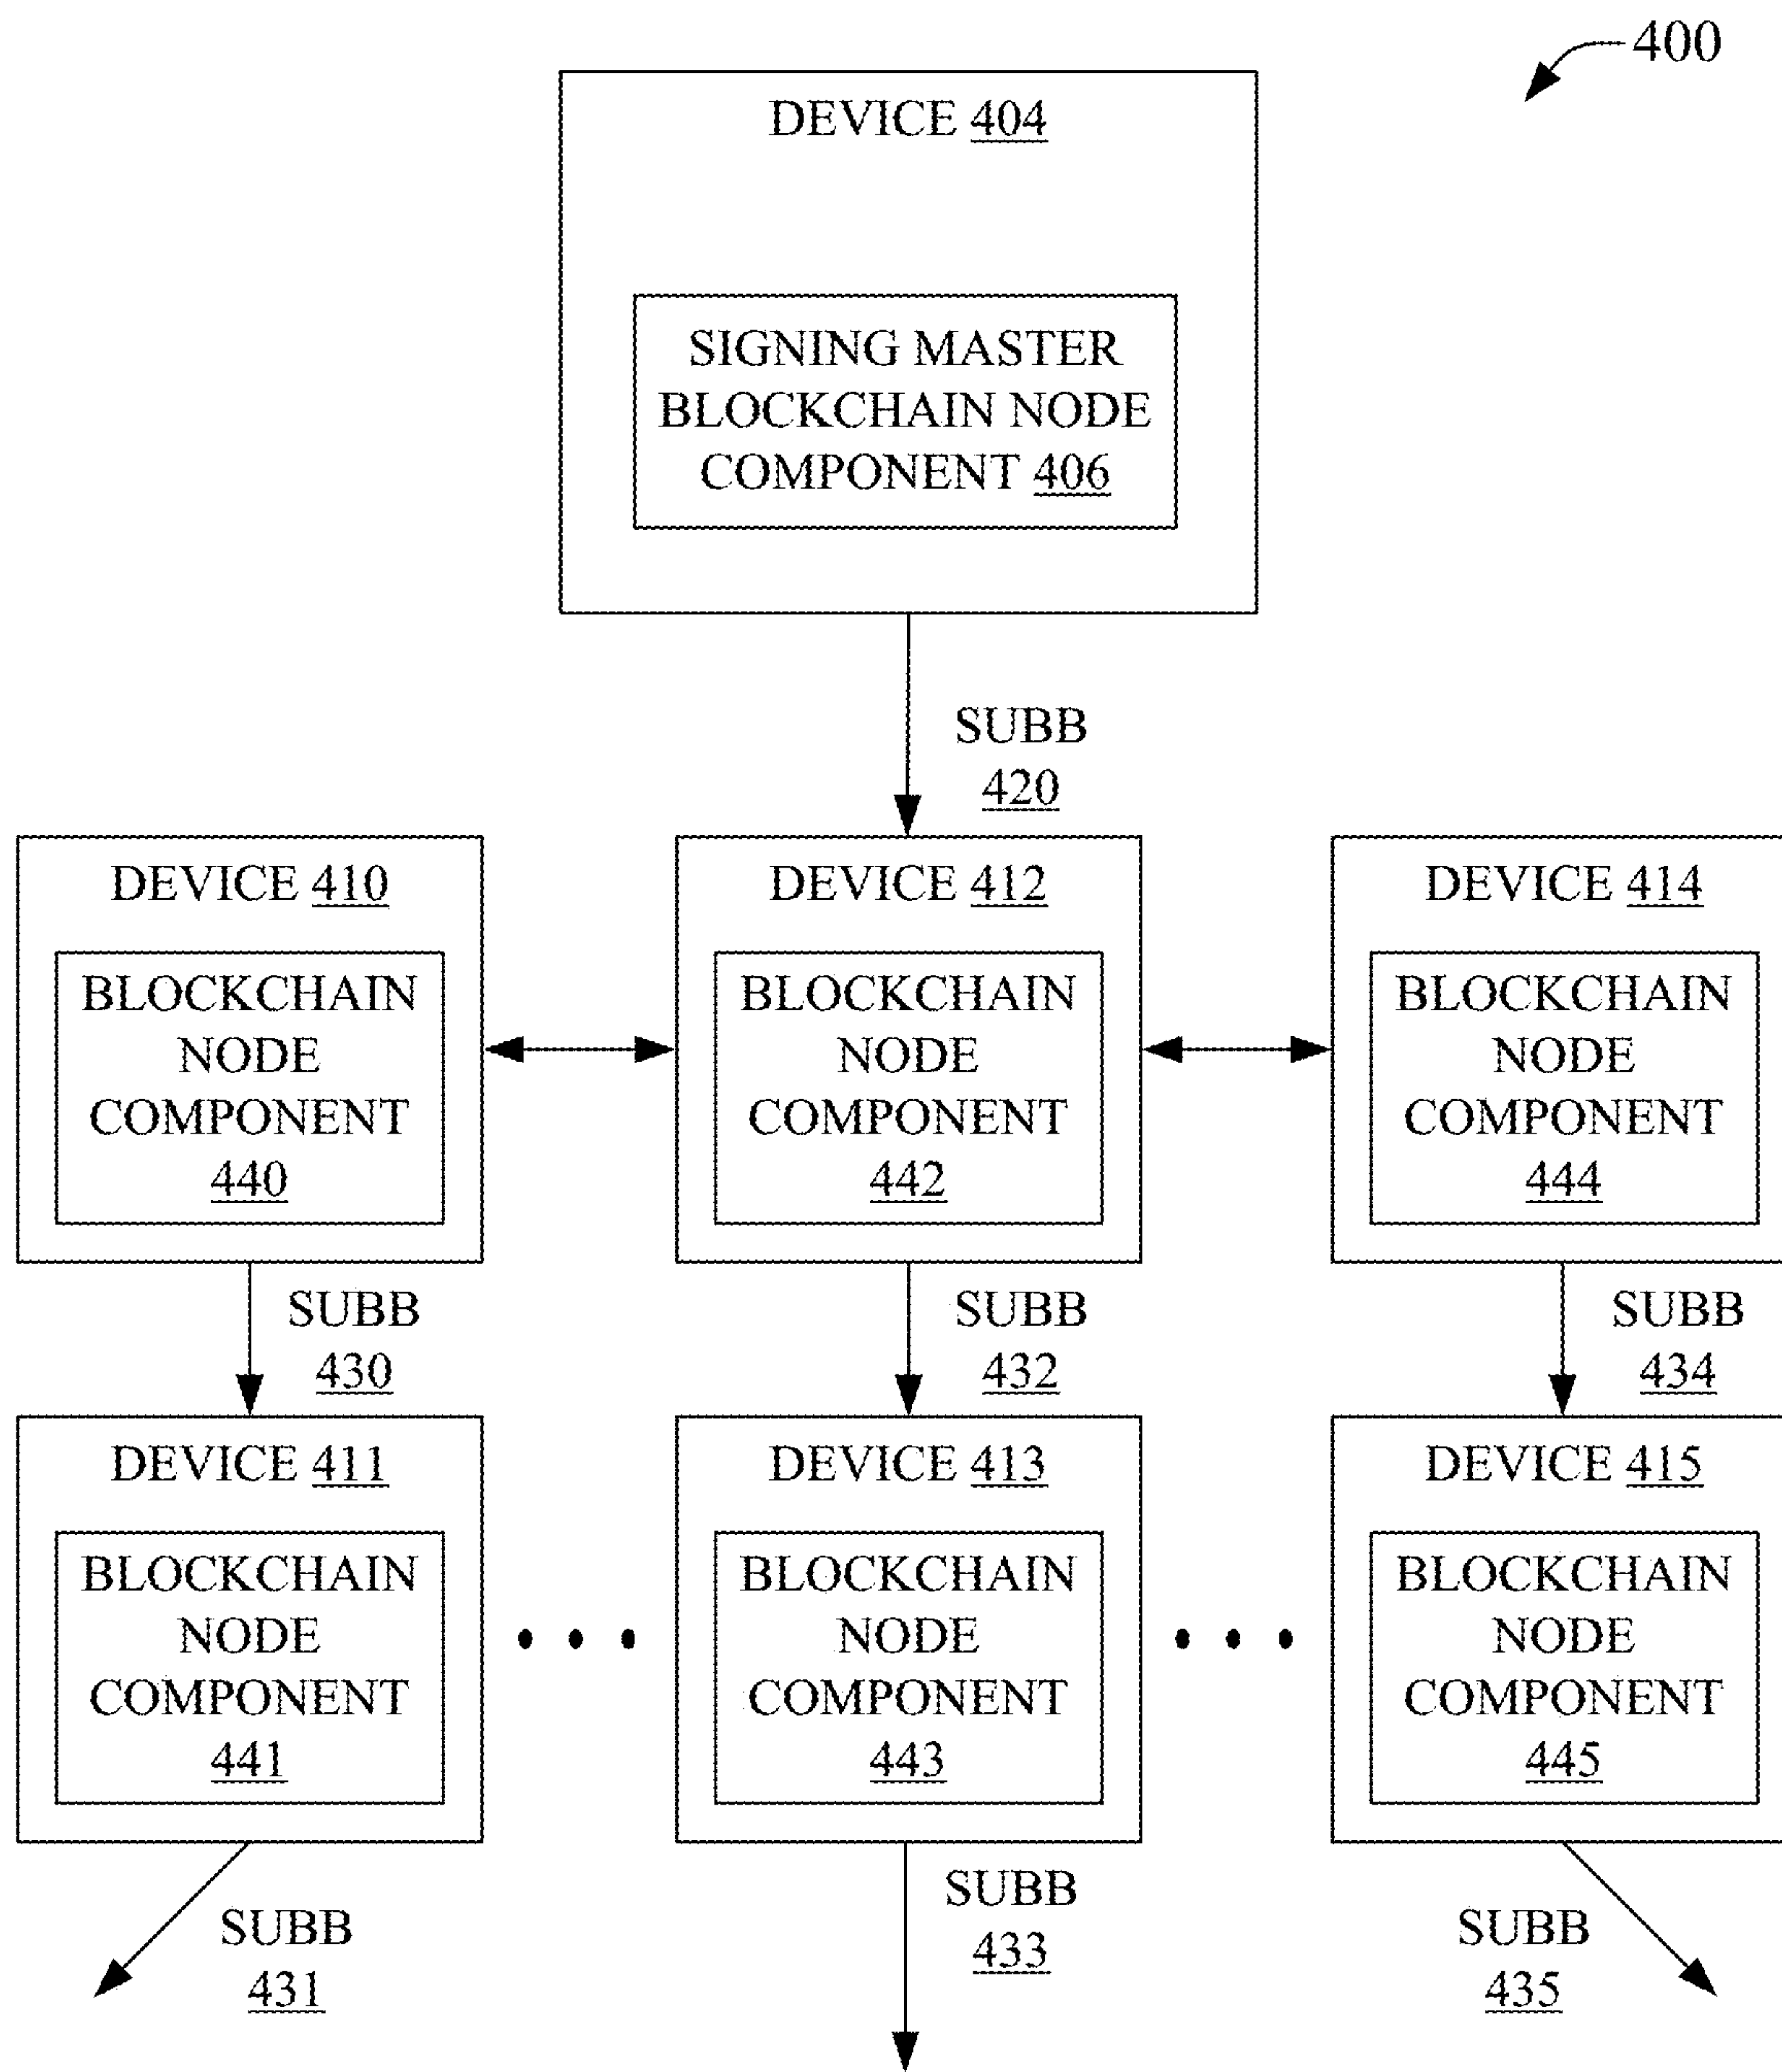 400
DEVICE 404
SIGNING MASTER
BLOCKCHAIN NODE
COMPONENT 406
SUBB
420
DEVICE 410
BLOCKCHAIN
NODE
COMPONENT
440
DEVICE 412
BLOCKCHAIN
NODE
COMPONENT
442
DEVICE 414
BLOCKCHAIN
NODE
COMPONENT
444
SUBB
430
SUBB
432
SUBB
434
DEVICE 411
BLOCKCHAIN
NODE
COMPONENT
441
DEVICE 413
BLOCKCHAIN
NODE
COMPONENT
443
DEVICE 415
BLOCKCHAIN
NODE
COMPONENT
445
SUBB
431
SUBB
433
SUBB
435